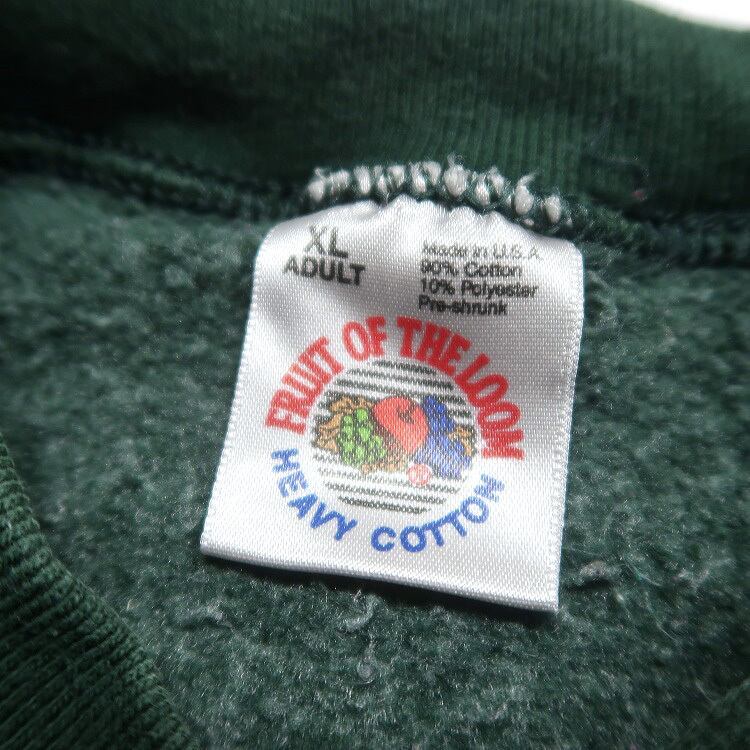 XL
ADULT
Made in U.S.A.
90% Cotton
10% Polyester
Pre-shrunk
FRUIT OF THE LOOM
HEAVY COTTON